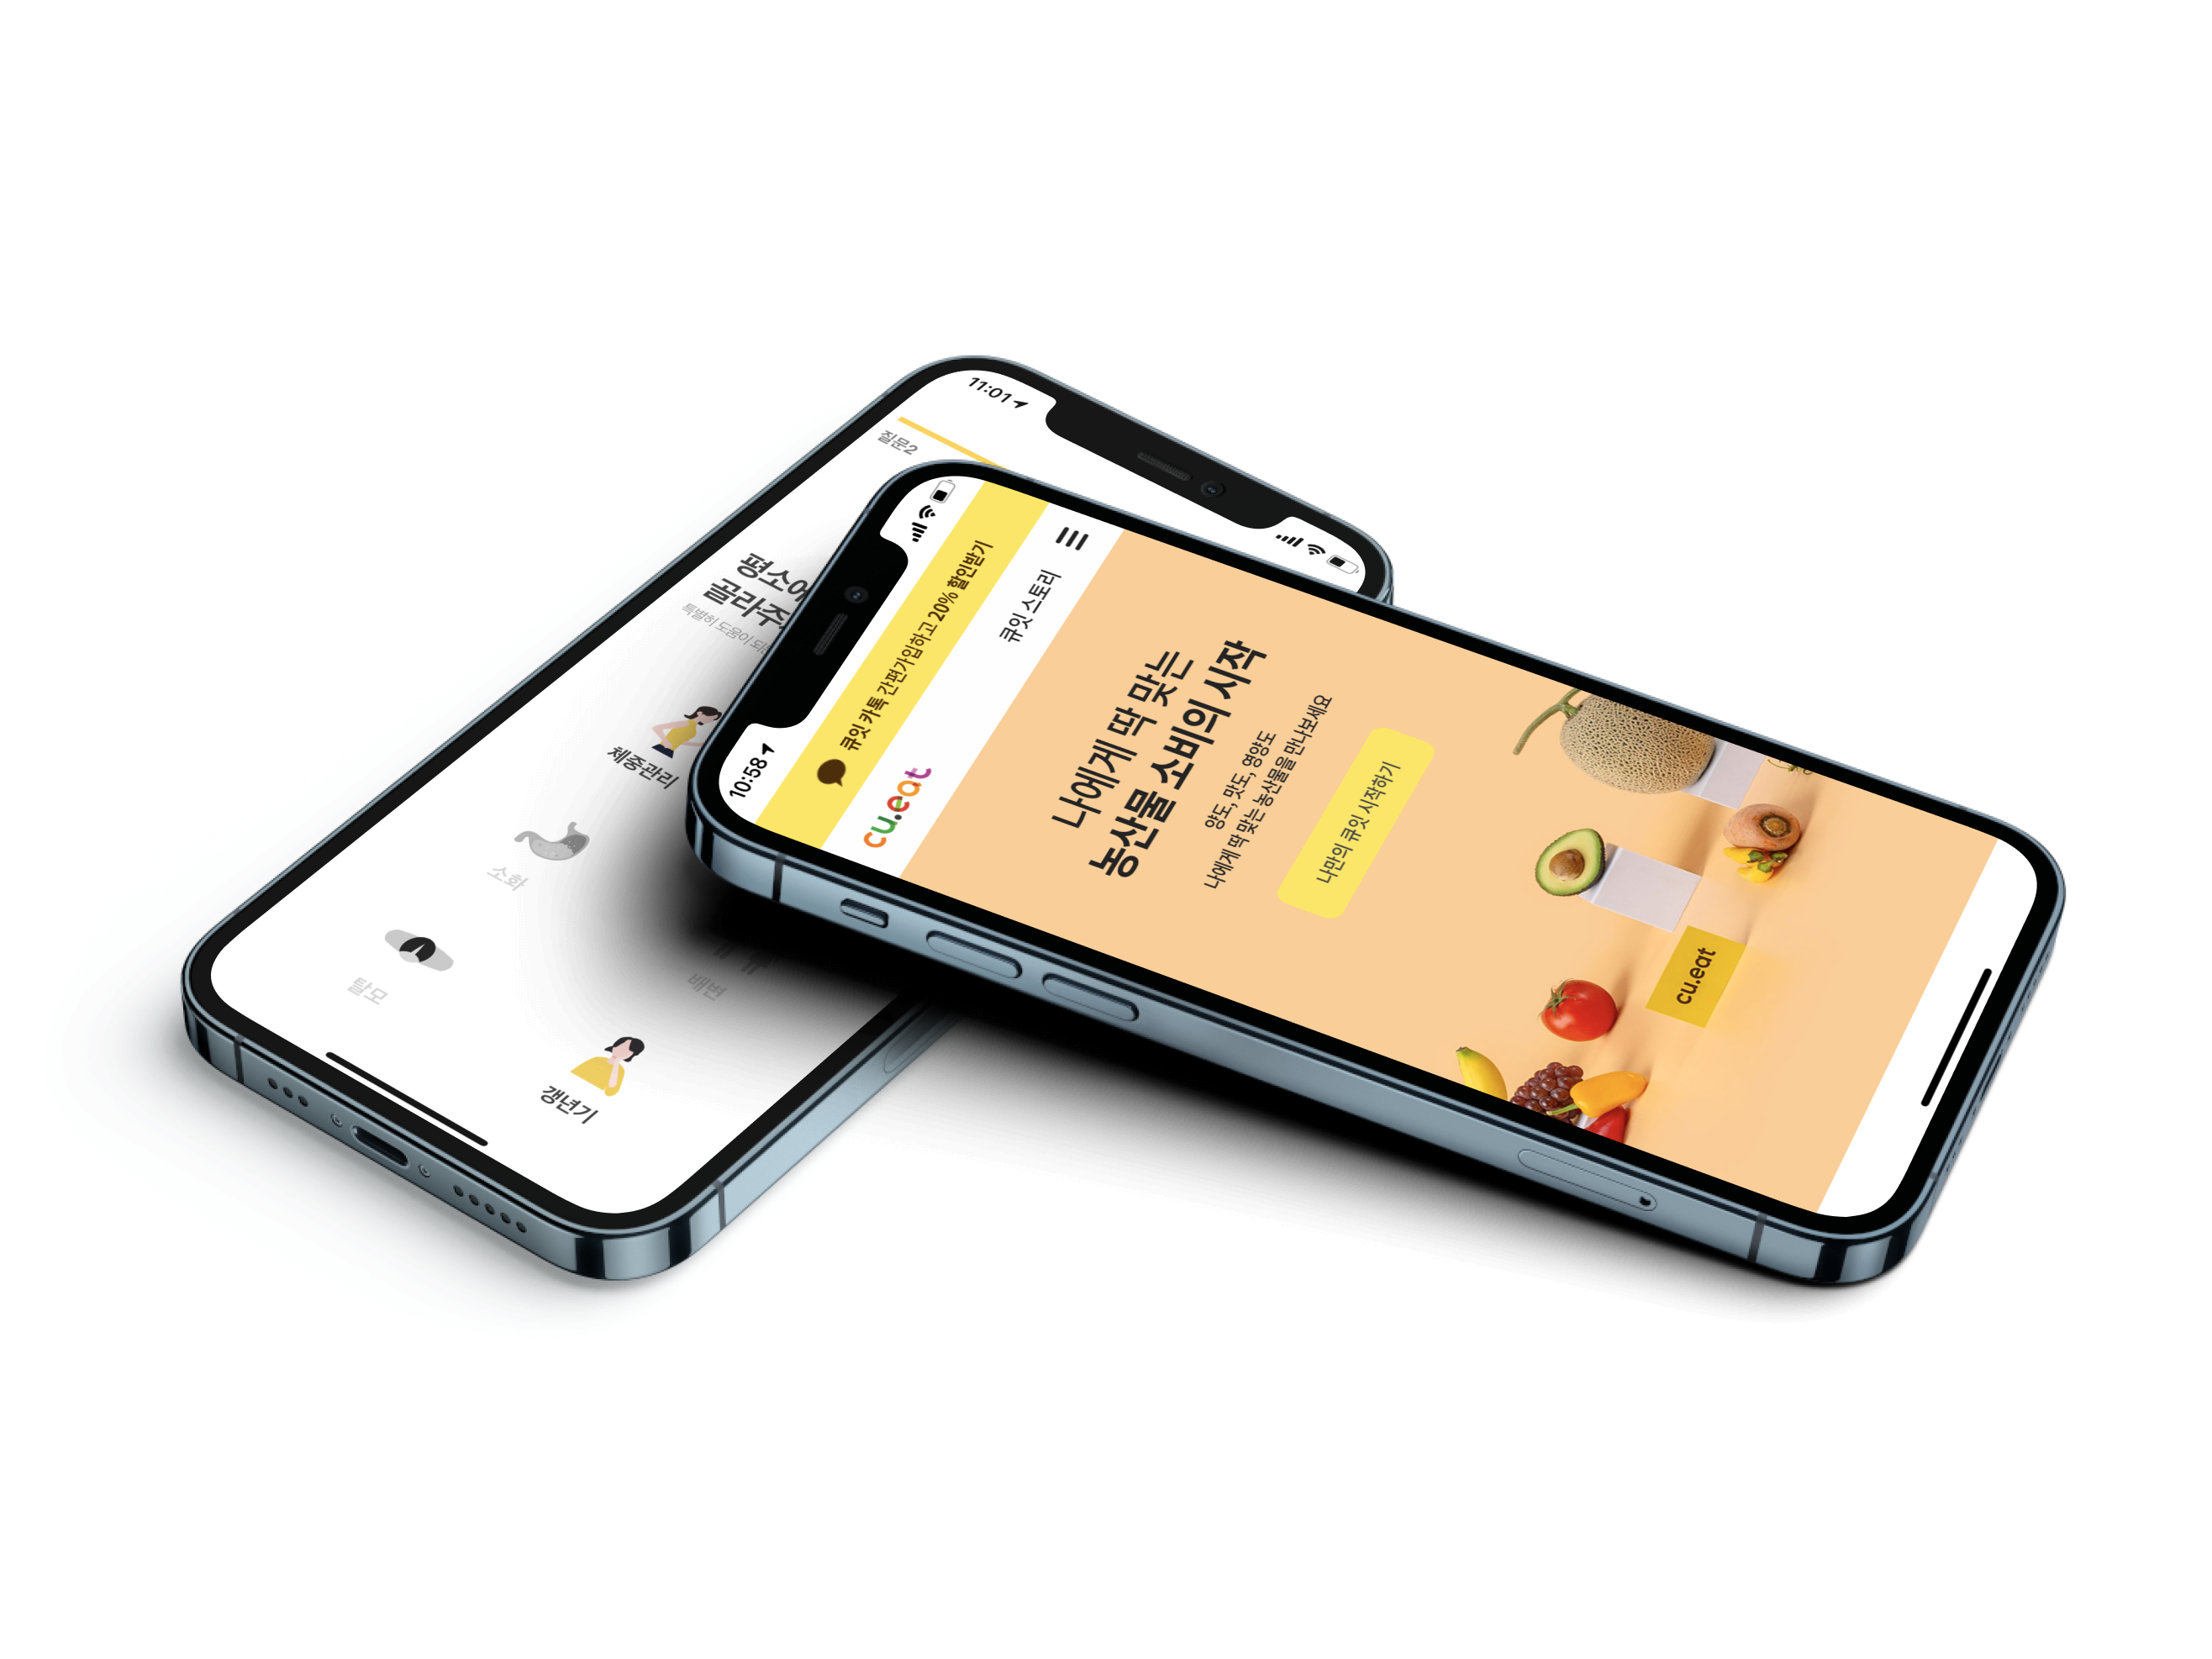 11:01
질문2
평소에
골라주
특별히 도움이 되
체중관리
소화
배변
탈모
갱년기
10:58
큐잇 카톡 간편가입하고 20% 할인받기
cu.eat
큐잇 스토리
나에게 딱 맞는
농산물 소비의 시작
양도, 맛도, 영양도
나에게 딱 맞는 농산물을 만나보세요
나만의 큐잇 시작하기
cu.eat